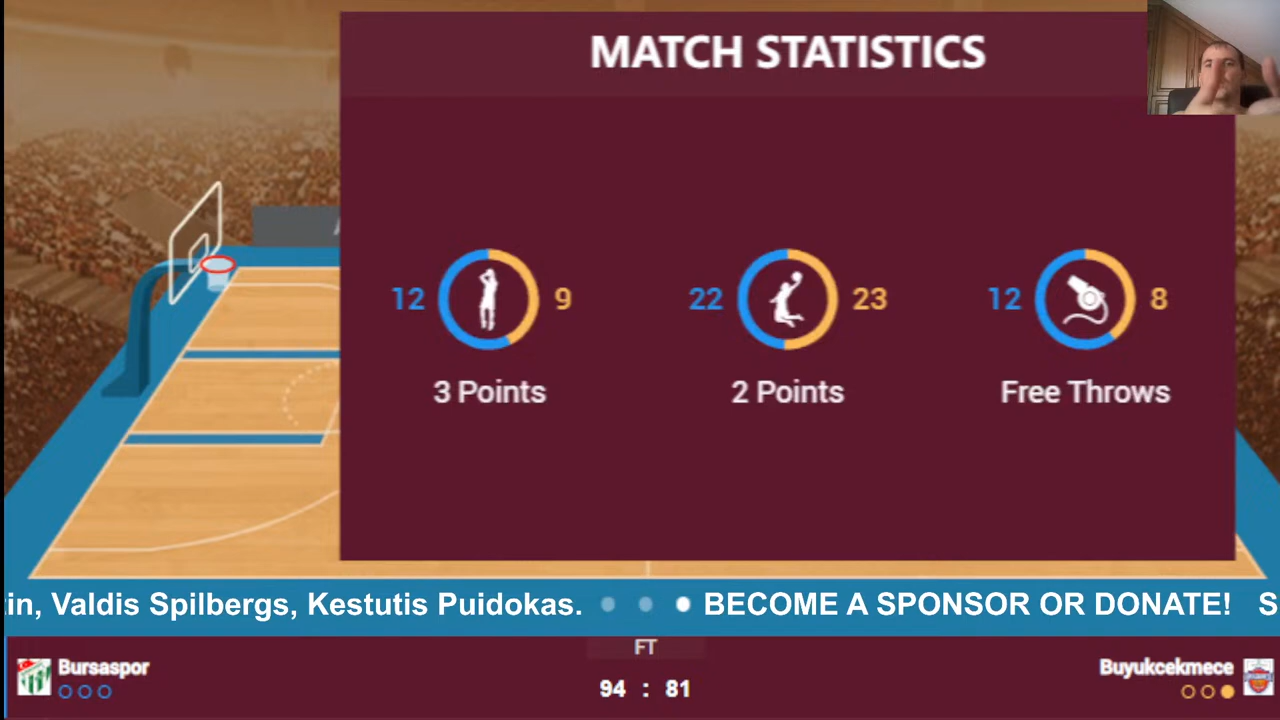 MATCH STATISTICS
12 9 22 23 12 8
3 Points 2 Points Free Throws
in, Valdis Spilbergs, Kestutis Puidokas. BECOME A SPONSOR OR DONATE! S
FT
Bursaspor 94 : 81 Buyukcekmece